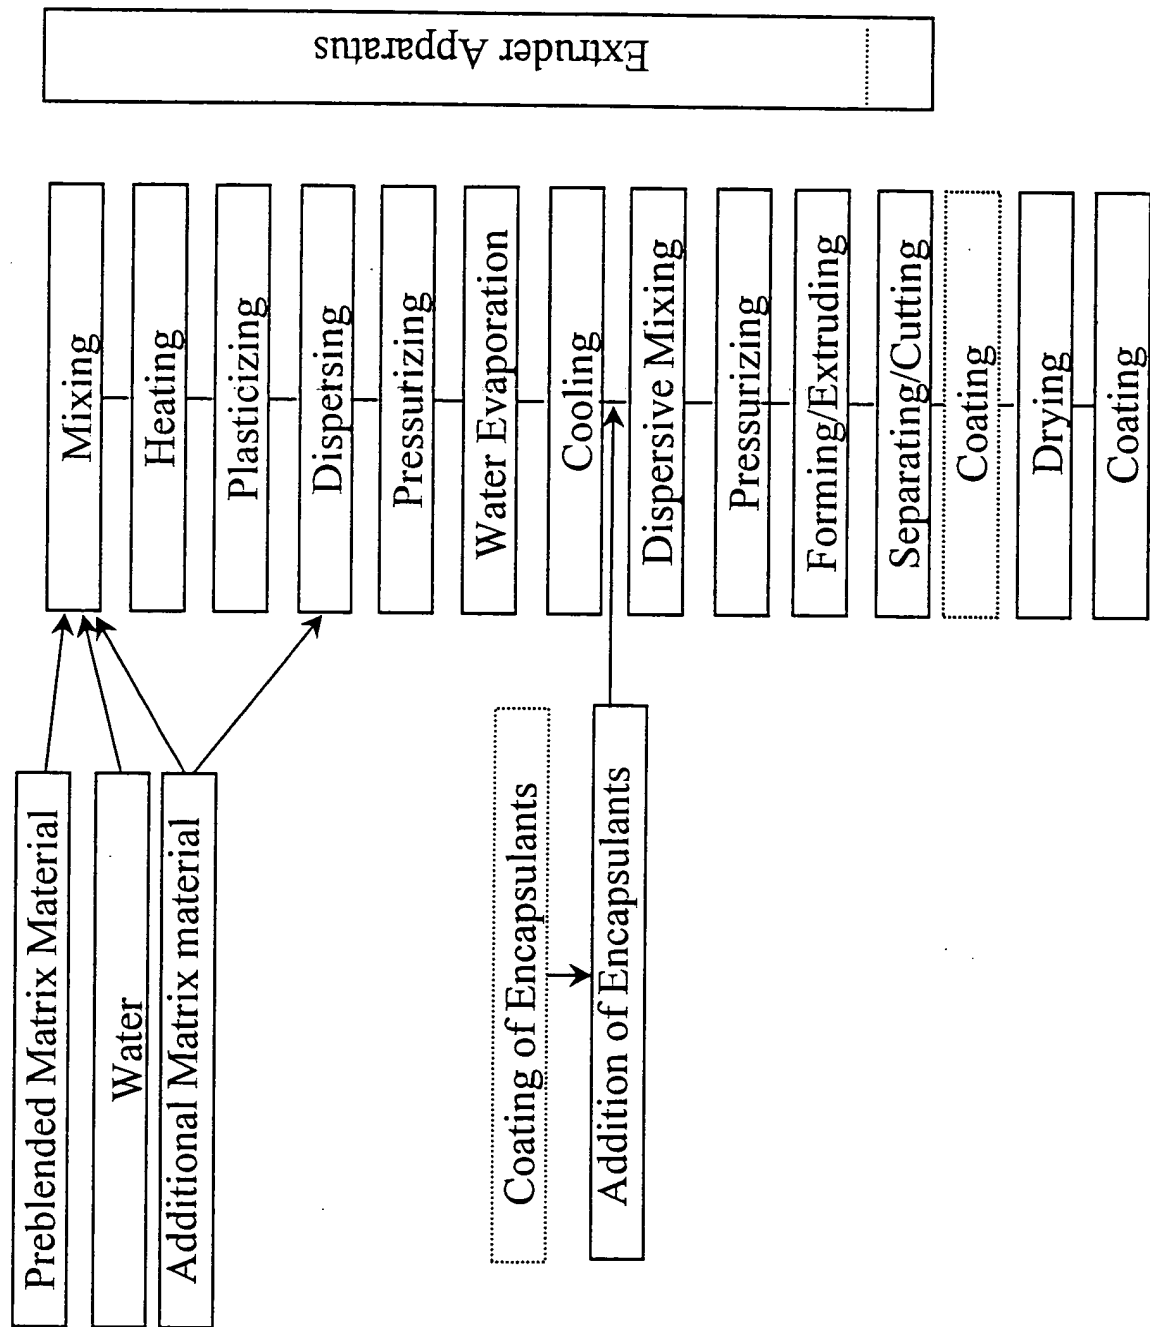 Preblended Matrix Material
Water
Additional Matrix material
Coating of Encapsulants
Addition of Encapsulants
Mixing
Heating
Plasticizing
Dispersing
Pressurizing
Water Evaporation
Cooling
Dispersive Mixing
Pressurizing
Forming/Extruding
Separating/Cutting
Coating
Drying
Coating
Extruder Apparatus